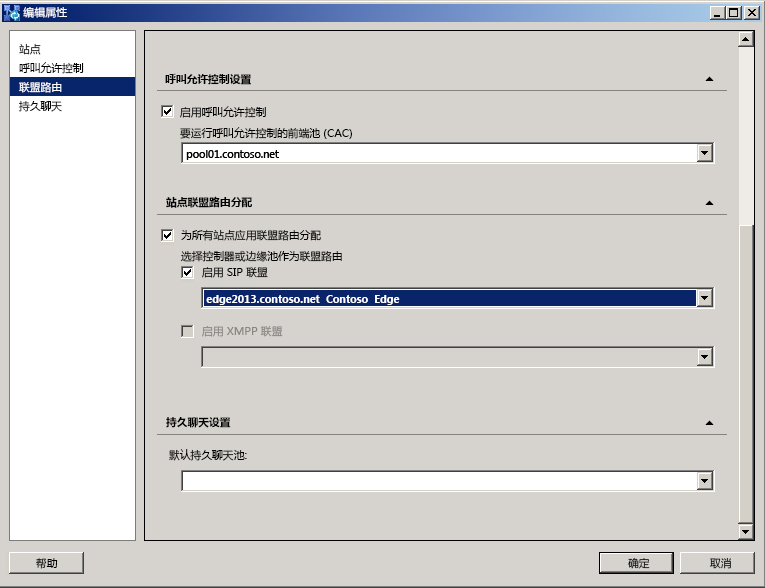 编辑属性
站点
呼叫允许控制
联盟路由
持久聊天
呼叫允许控制设置
启用呼叫允许控制
要运行呼叫允许控制的前端池 (CAC)
pool01.contoso.net
站点联盟路由分配
为所有站点应用联盟路由分配
选择控制器或边缘池作为联盟路由
启用 SIP 联盟
edge2013.contoso.net Contoso Edge
启用 XMPP 联盟
持久聊天设置
默认持久聊天池:
帮助
确定
取消